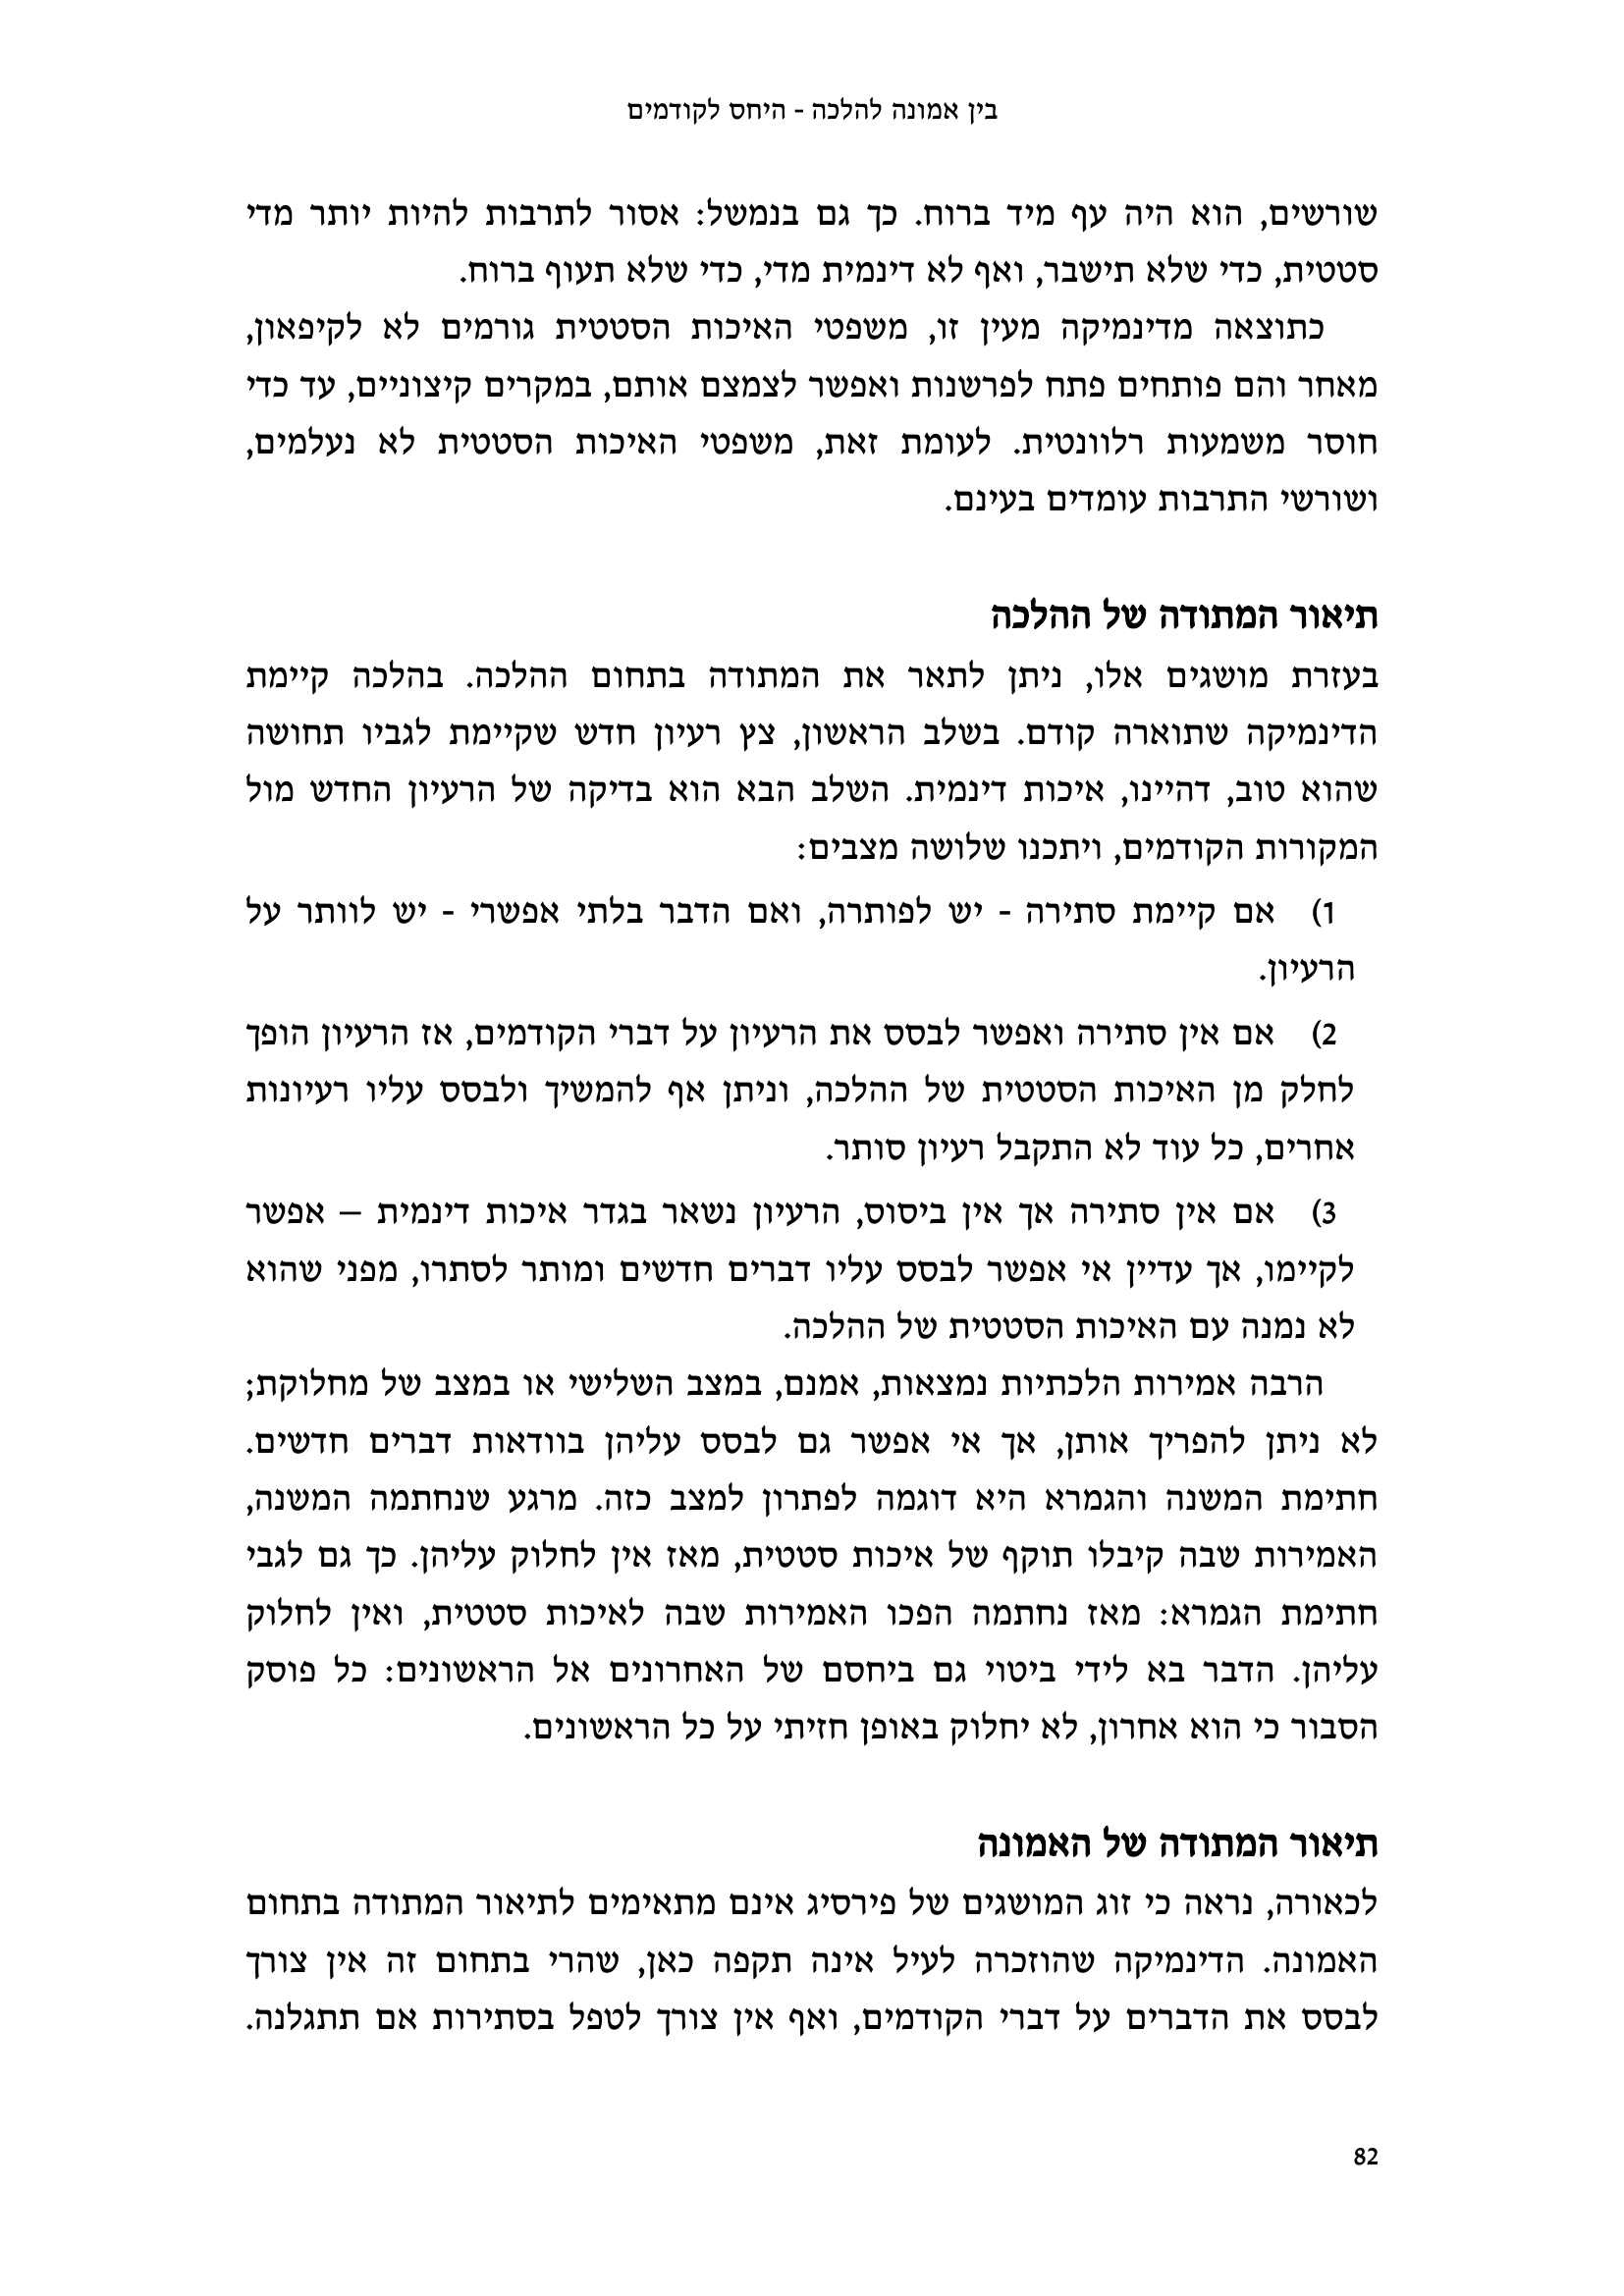 בין אמונה להלכה - היחס לקודמים
שורשים, הוא היה עף מיד ברוח. כך גם בנמשל: אסור לתרבות להיות יותר מדי
סטטית, כדי שלא תישבר, ואף לא דינמית מדי, כדי שלא תעוף ברוח.
כתוצאה מדינמיקה מעין זו, משפטי האיכות הסטטית גורמים לא לקיפאון,
מאחר והם פותחים פתח לפרשנות ואפשר לצמצם אותם, במקרים קיצוניים, עד כדי
חוסר משמעות רלוונטית. לעומת זאת, משפטי האיכות הסטטית לא נעלמים,
ושורשי התרבות עומדים בעינם.
תיאור המתודה של ההלכה
בעזרת מושגים אלו, ניתן לתאר את המתודה בתחום ההלכה. בהלכה קיימת
הדינמיקה שתוארה קודם. בשלב הראשון, צץ רעיון חדש שקיימת לגביו תחושה
שהוא טוב, דהיינו, איכות דינמית. השלב הבא הוא בדיקה של הרעיון החדש מול
המקורות הקודמים, ויתכנו שלושה מצבים:
1) אם קיימת סתירה - יש לפותרה, ואם הדבר בלתי אפשרי - יש לוותר על
הרעיון.
2) אם אין סתירה ואפשר לבסס את הרעיון על דברי הקודמים, אז הרעיון הופך
לחלק מן האיכות הסטטית של ההלכה, וניתן אף להמשיך ולבסס עליו רעיונות
אחרים, כל עוד לא התקבל רעיון סותר.
3) אם אין סתירה אך אין ביסוס, הרעיון נשאר בגדר איכות דינמית – אפשר
לקיימו, אך עדיין אי אפשר לבסס עליו דברים חדשים ומותר לסתרו, מפני שהוא
לא נמנה עם האיכות הסטטית של ההלכה.
הרבה אמירות הלכתיות נמצאות, אמנם, במצב השלישי או במצב של מחלוקת;
לא ניתן להפריך אותן, אך אי אפשר גם לבסס עליהן בוודאות דברים חדשים.
חתימת המשנה והגמרא היא דוגמה לפתרון למצב כזה. מרגע שנחתמה המשנה,
האמירות שבה קיבלו תוקף של איכות סטטית, מאז אין לחלוק עליהן. כך גם לגבי
חתימת הגמרא: מאז נחתמה הפכו האמירות שבה לאיכות סטטית, ואין לחלוק
עליהן. הדבר בא לידי ביטוי גם ביחסם של האחרונים אל הראשונים: כל פוסק
הסבור כי הוא אחרון, לא יחלוק באופן חזיתי על כל הראשונים.
תיאור המתודה של האמונה
לכאורה, נראה כי זוג המושגים של פירסיג אינם מתאימים לתיאור המתודה בתחום
האמונה. הדינמיקה שהוזכרה לעיל אינה תקפה כאן, שהרי בתחום זה אין צורך
לבסס את הדברים על דברי הקודמים, ואף אין צורך לטפל בסתירות אם תתגלנה.
82